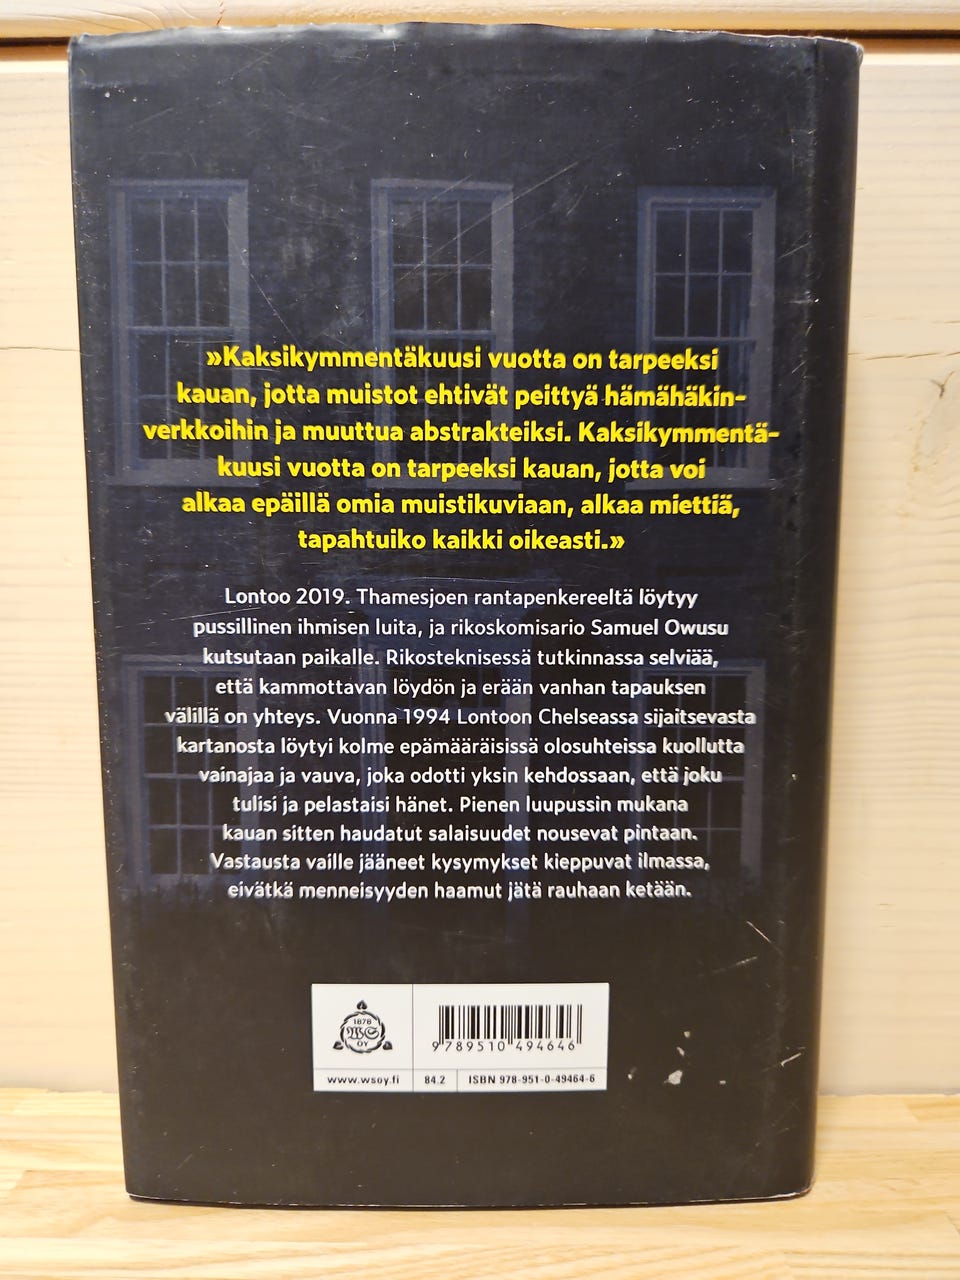 »Kaksikymmentäkuusi vuotta on tarpeeksi
kauan, jotta muistot ehtivät peittyä hämähäkin-
verkkoihin ja muuttua abstrakteiksi. Kaksikymmentä-
kuusi vuotta on tarpeeksi kauan, jotta voi
alkaa epäillä omia muistikuviaan, alkaa miettiä,
tapahtuiko kaikki oikeasti.»
Lontoo 2019. Thamesjoen rantapenkereeltä löytyy
pussillinen ihmisen luita, ja rikoskomisario Samuel Owusu
kutsutaan paikalle. Rikosteknisessä tutkinnassa selviää,
että kammottavan löydön ja erään vanhan tapauksen
välillä on yhteys. Vuonna 1994 Lontoon Chelseassa sijaitsevasta
kartanosta löytyi kolme epämääräisissä olosuhteissa kuollutta
vainajaa ja vauva, joka odotti yksin kehdossaan, että joku
tulisi ja pelastaisi hänet. Pienen luupussin mukana
kauan sitten haudatut salaisuudet nousevat pintaan.
Vastausta vaille jääneet kysymykset kieppuvat ilmassa,
eivätkä menneisyyden haamut jätä rauhaan ketään.
1878
WS
OY
9 789510 494646
www.wsoy.fi 84.2 ISBN 978-951-0-49464-6